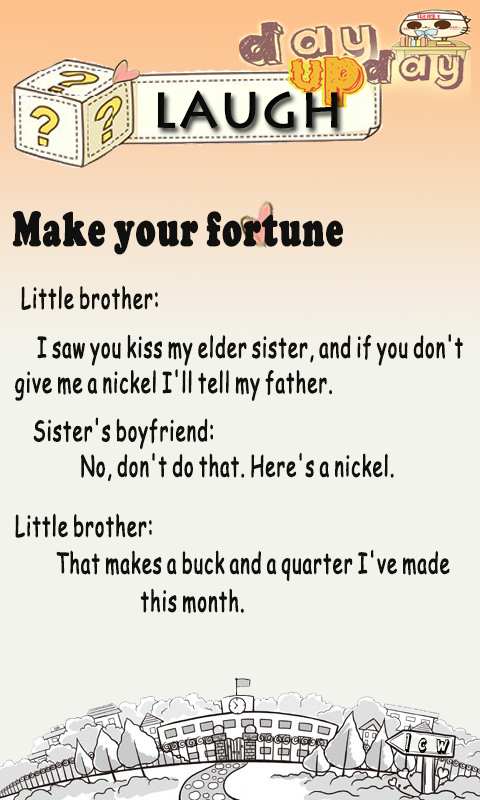 day
up day
? ? ?
LAUGH
Make your fortune
Little brother:
I saw you kiss my elder sister, and if you don't
give me a nickel I'll tell my father.
Sister's boyfriend:
No, don't do that. Here's a nickel.
Little brother:
That makes a buck and a quarter I've made
this month.
I G W